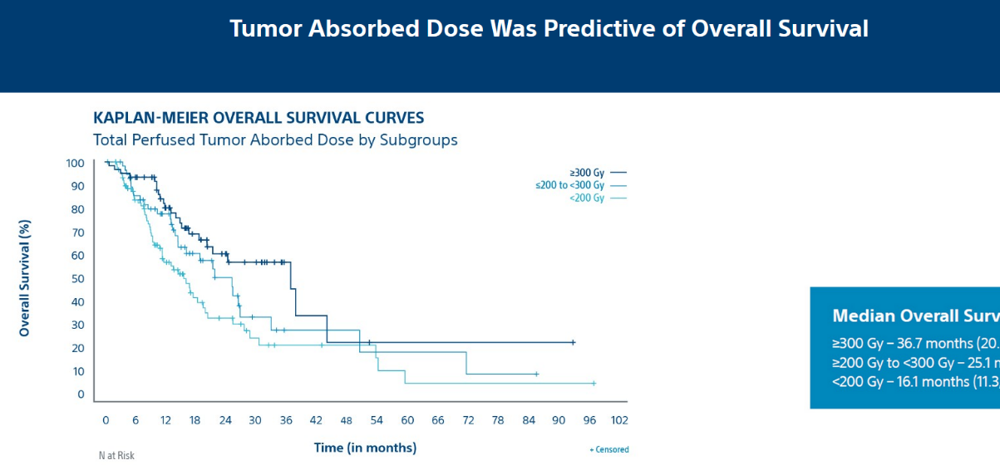 Tumor Absorbed Dose Was Predictive of Overall Survival
KAPLAN-MEIER OVERALL SURVIVAL CURVES
Total Perfused Tumor Aborbed Dose by Subgroups
≥300 Gy
≤200 to <300 Gy
<200 Gy
Overall Survival (%)
100
90
80
70
60
50
40
30
20
10
0
0 6 12 18 24 30 36 42 48 54 60 66 72 78 84 90 96 102
Time (in months)
+ Censored
N at Risk
Median Overall Surv
≥300 Gy – 36.7 months (20.
≥200 Gy to <300 Gy – 25.1 m
<200 Gy – 16.1 months (11.3,